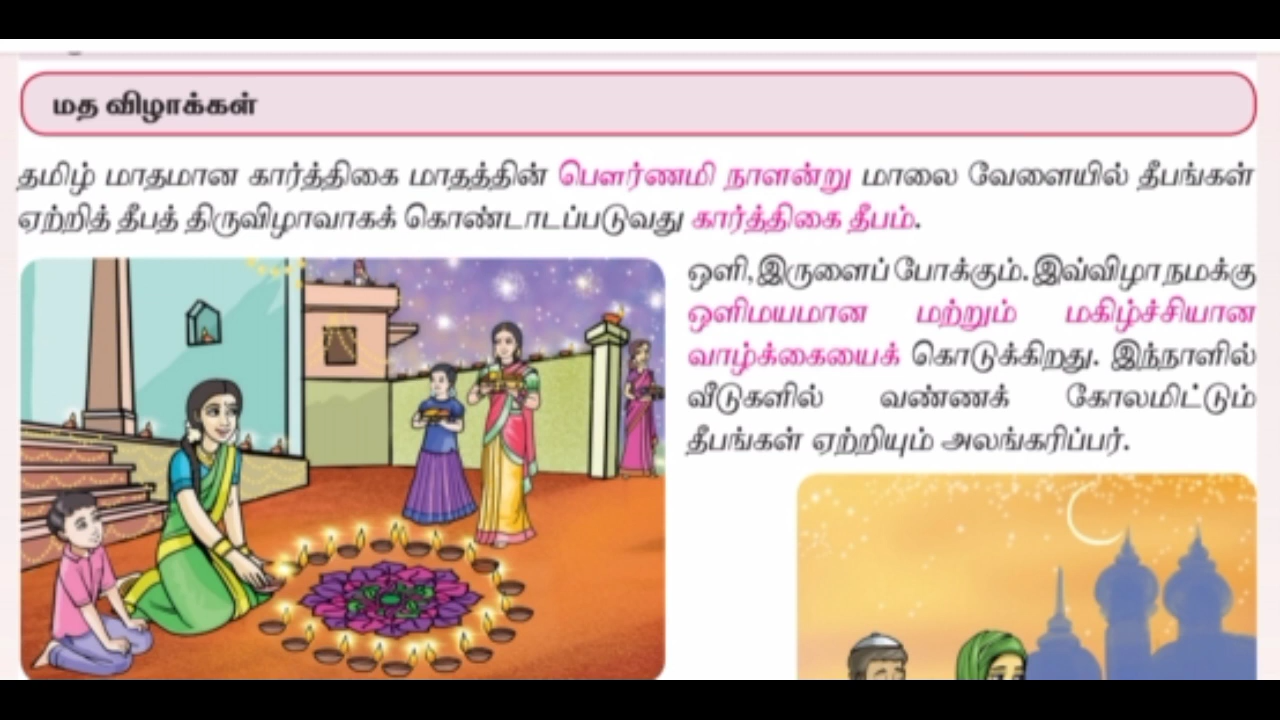 மத விழாக்கள்
தமிழ் மாதமான கார்த்திகை மாதத்தின் பௌர்ணமி நாளன்று மாலை வேளையில் தீபங்கள்
ஏற்றித் தீபத் திருவிழாவாகக் கொண்டாடப்படுவது கார்த்திகை தீபம்.
ஒளி, இருளைப் போக்கும். இவ்விழா நமக்கு
ஒளிமயமான மற்றும் மகிழ்ச்சியான
வாழ்க்கையைக் கொடுக்கிறது. இந்நாளில்
வீடுகளில் வண்ணக் கோலமிட்டும்
தீபங்கள் ஏற்றியும் அலங்கரிப்பர்.